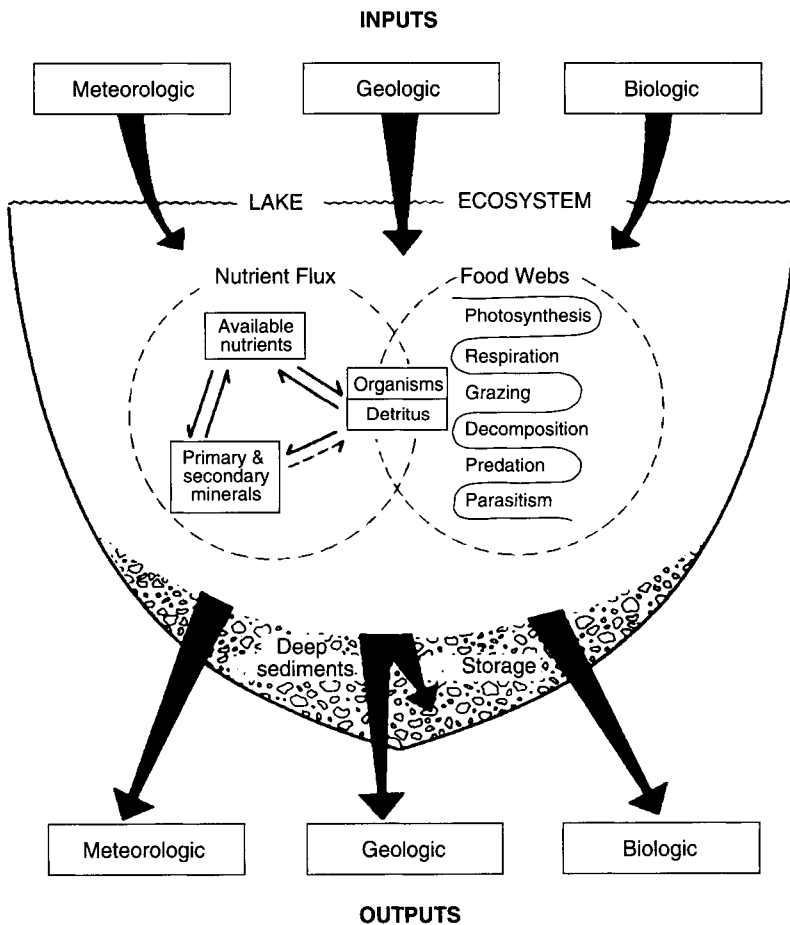 INPUTS
Meteorologic
Geologic
Biologic
LAKE
ECOSYSTEM
Nutrient Flux
Food Webs
Available
nutrients
Organisms
Detritus
Primary &
secondary
minerals
Photosynthesis
Respiration
Grazing
Decomposition
Predation
Parasitism
Deep
sediments
Storage
Meteorologic
Geologic
Biologic
OUTPUTS